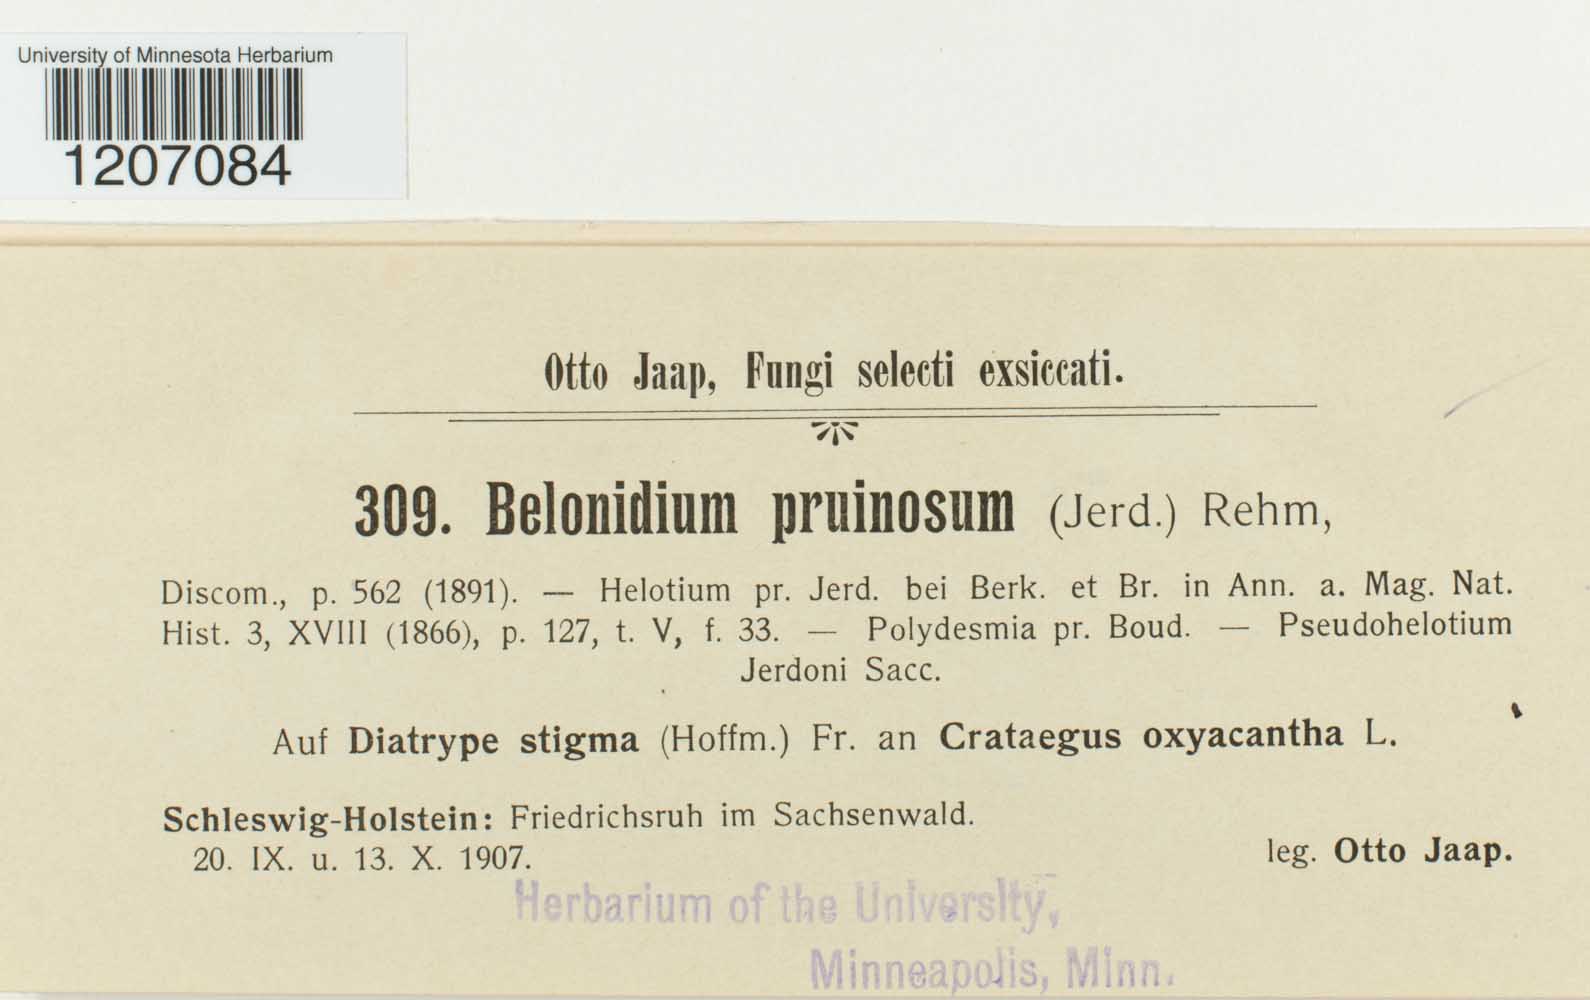 University of Minnesota Herbarium
1207084
Otto Jaap, Fungi selecti exsiccati.
309. Belonidium pruinosum (Jerd.) Rehm,
Discom., p. 562 (1891). — Helotium pr. Jerd. bei Berk. et Br. in Ann. a. Mag. Nat.
Hist. 3, XVIII (1866), p. 127, t. V, f. 33. — Polydesmia pr. Boud. — Pseudohelotium
Jerdoni Sacc.
Auf Diatrype stigma (Hoffm.) Fr. an Crataegus oxyacantha L.
Schleswig-Holstein: Friedrichsruh im Sachsenwald.
20. IX. u. 13. X. 1907.
leg. Otto Jaap.
Herbarium of the University,
Minneapolis, Minn.